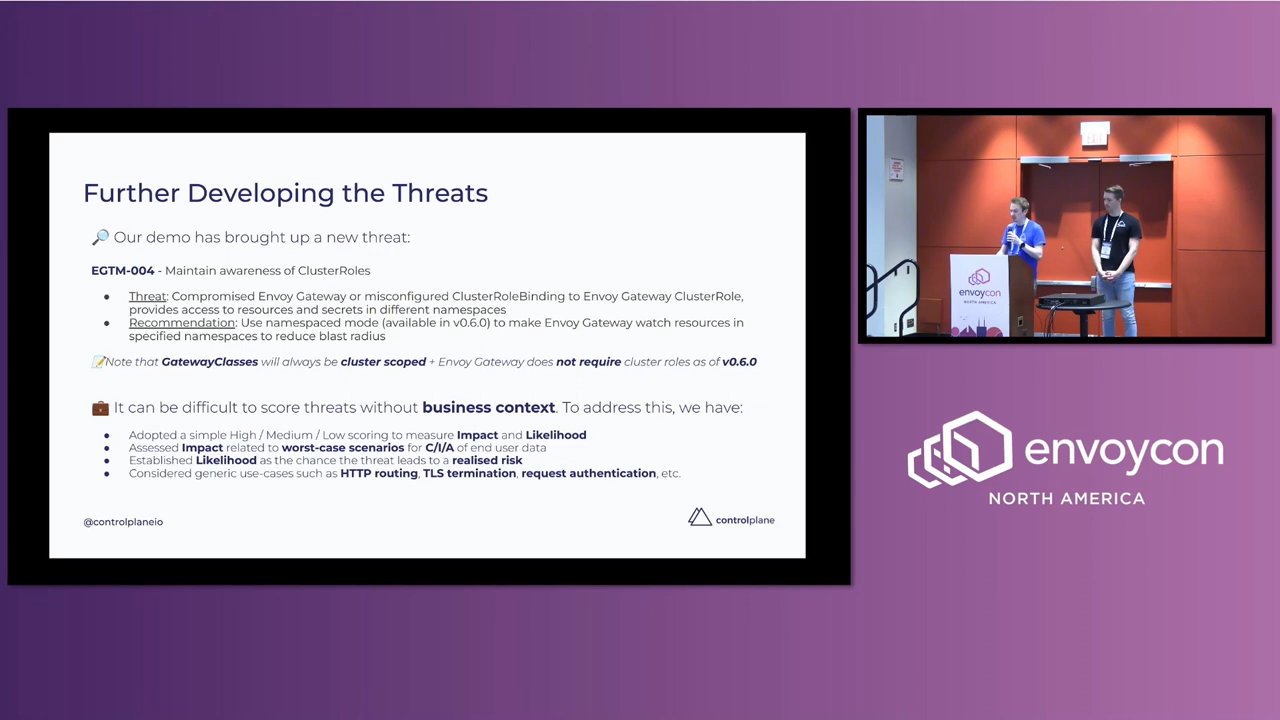 Further Developing the Threats
🔎 Our demo has brought up a new threat:
EGTM-004 - Maintain awareness of ClusterRoles
● Threat: Compromised Envoy Gateway or misconfigured ClusterRoleBinding to Envoy Gateway ClusterRole,
provides access to resources and secrets in different namespaces
● Recommendation: Use namespaced mode (available in v0.6.0) to make Envoy Gateway watch resources in
specified namespaces to reduce blast radius
📝Note that GatewayClasses will always be cluster scoped + Envoy Gateway does not require cluster roles as of v0.6.0
💼 It can be difficult to score threats without business context. To address this, we have:
● Adopted a simple High / Medium / Low scoring to measure Impact and Likelihood
● Assessed Impact related to worst-case scenarios for C/I/A of end user data
● Established Likelihood as the chance the threat leads to a realised risk
● Considered generic use-cases such as HTTP routing, TLS termination, request authentication, etc.
@controlplaneio
controlplane
EXIT
envoycon
NORTH AMERICA
envoycon
NORTH AMERICA